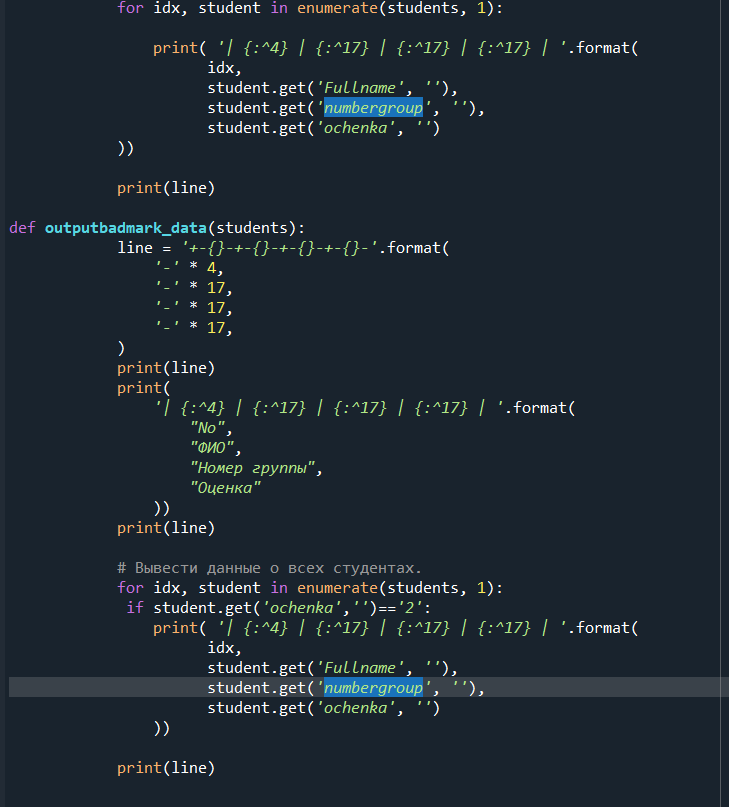 for idx, student in enumerate(students, 1):
print( '| {:^4} | {:^17} | {:^17} | {:^17} | '.format(
idx,
student.get('Fullname', ''),
student.get('numbergroup', ''),
student.get('ochenka', '')
))
print(line)
def outputbadmark_data(students):
line = '+-{}-+-{}-+-{}-+-{}-'.format(
'-' * 4,
'-' * 17,
'-' * 17,
'-' * 17,
)
print(line)
print(
'| {:^4} | {:^17} | {:^17} | {:^17} | '.format(
"No",
"ФИО",
"Номер группы",
"Оценка"
))
print(line)
# Вывести данные о всех студентах.
for idx, student in enumerate(students, 1):
if student.get('ochenka','')=='2':
print( '| {:^4} | {:^17} | {:^17} | {:^17} | '.format(
idx,
student.get('Fullname', ''),
student.get('numbergroup', ''),
student.get('ochenka', '')
))
print(line)